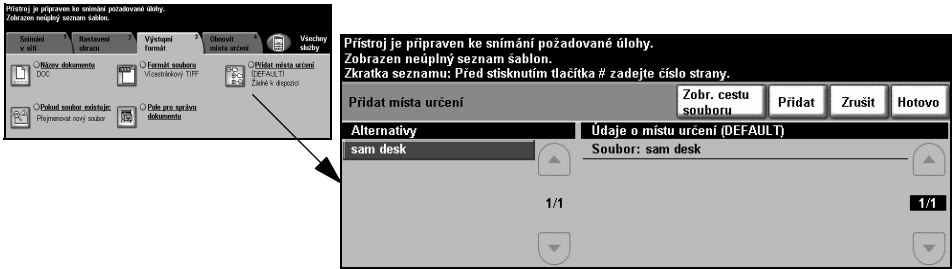 Přístroj je připraven ke snímání požadované úlohy.
Zobrazen neúplný seznam šablon.
Snímání v síti 1
Nastavení obrazu 2
Výstupní formát 3
Obnovit místa určení 4
Všechny služby
Název dokumentu
DOC
Formát souboru
Vícestránkový TIFF
Přidat místa určení
(DEFAULT)
Žádné k dispozici
Pokud soubor existuje:
Přejmenovat nový soubor
Pole pro správu
dokumentu
Přístroj je připraven ke snímání požadované úlohy.
Zobrazen neúplný seznam šablon.
Zkratka seznamu: Před stisknutím tlačítka # zadejte číslo strany.
Přidat místa určení
Zobr. cestu
souboru
Přidat
Zrušit
Hotovo
Alternativy
Údaje o místu určení (DEFAULT)
sam desk
Soubor: sam desk
1/1
1/1